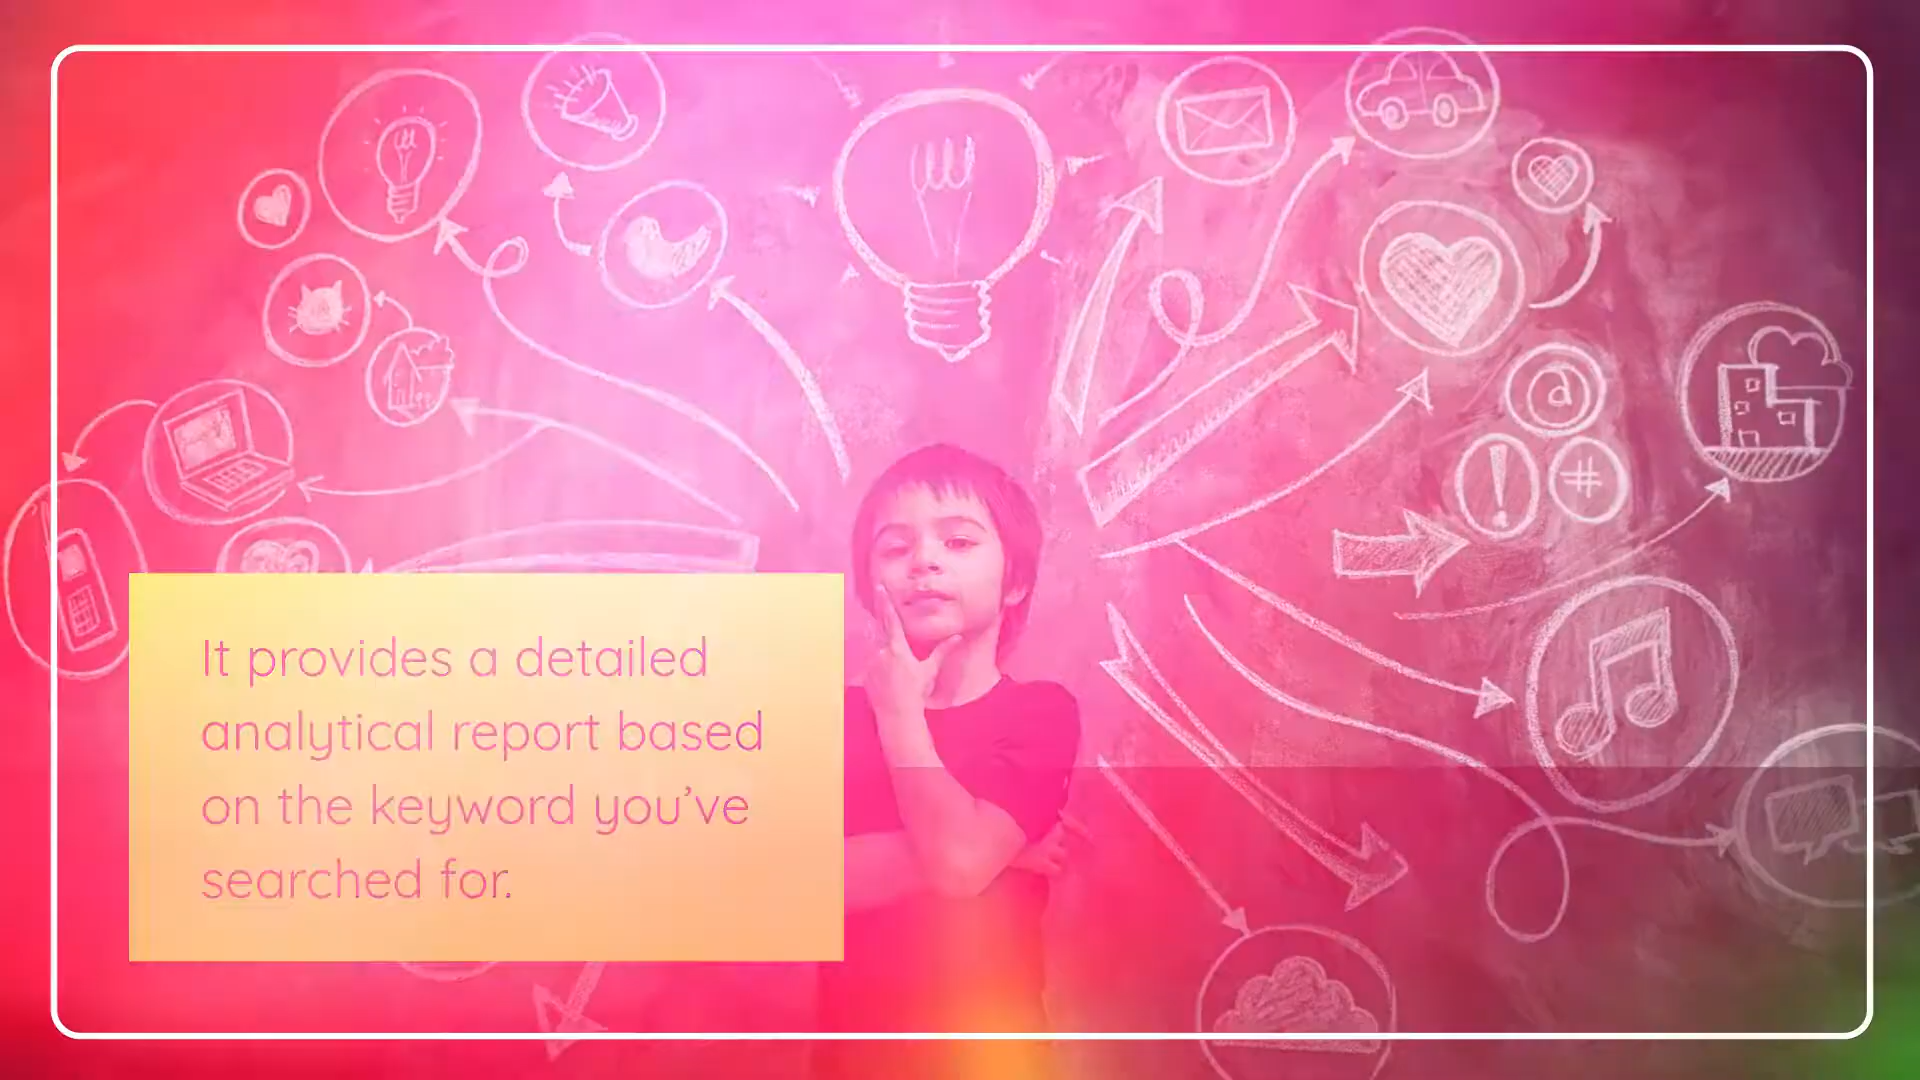 It provides a detailed
analytical report based
on the keyword you’ve
searched for.
@
!
#